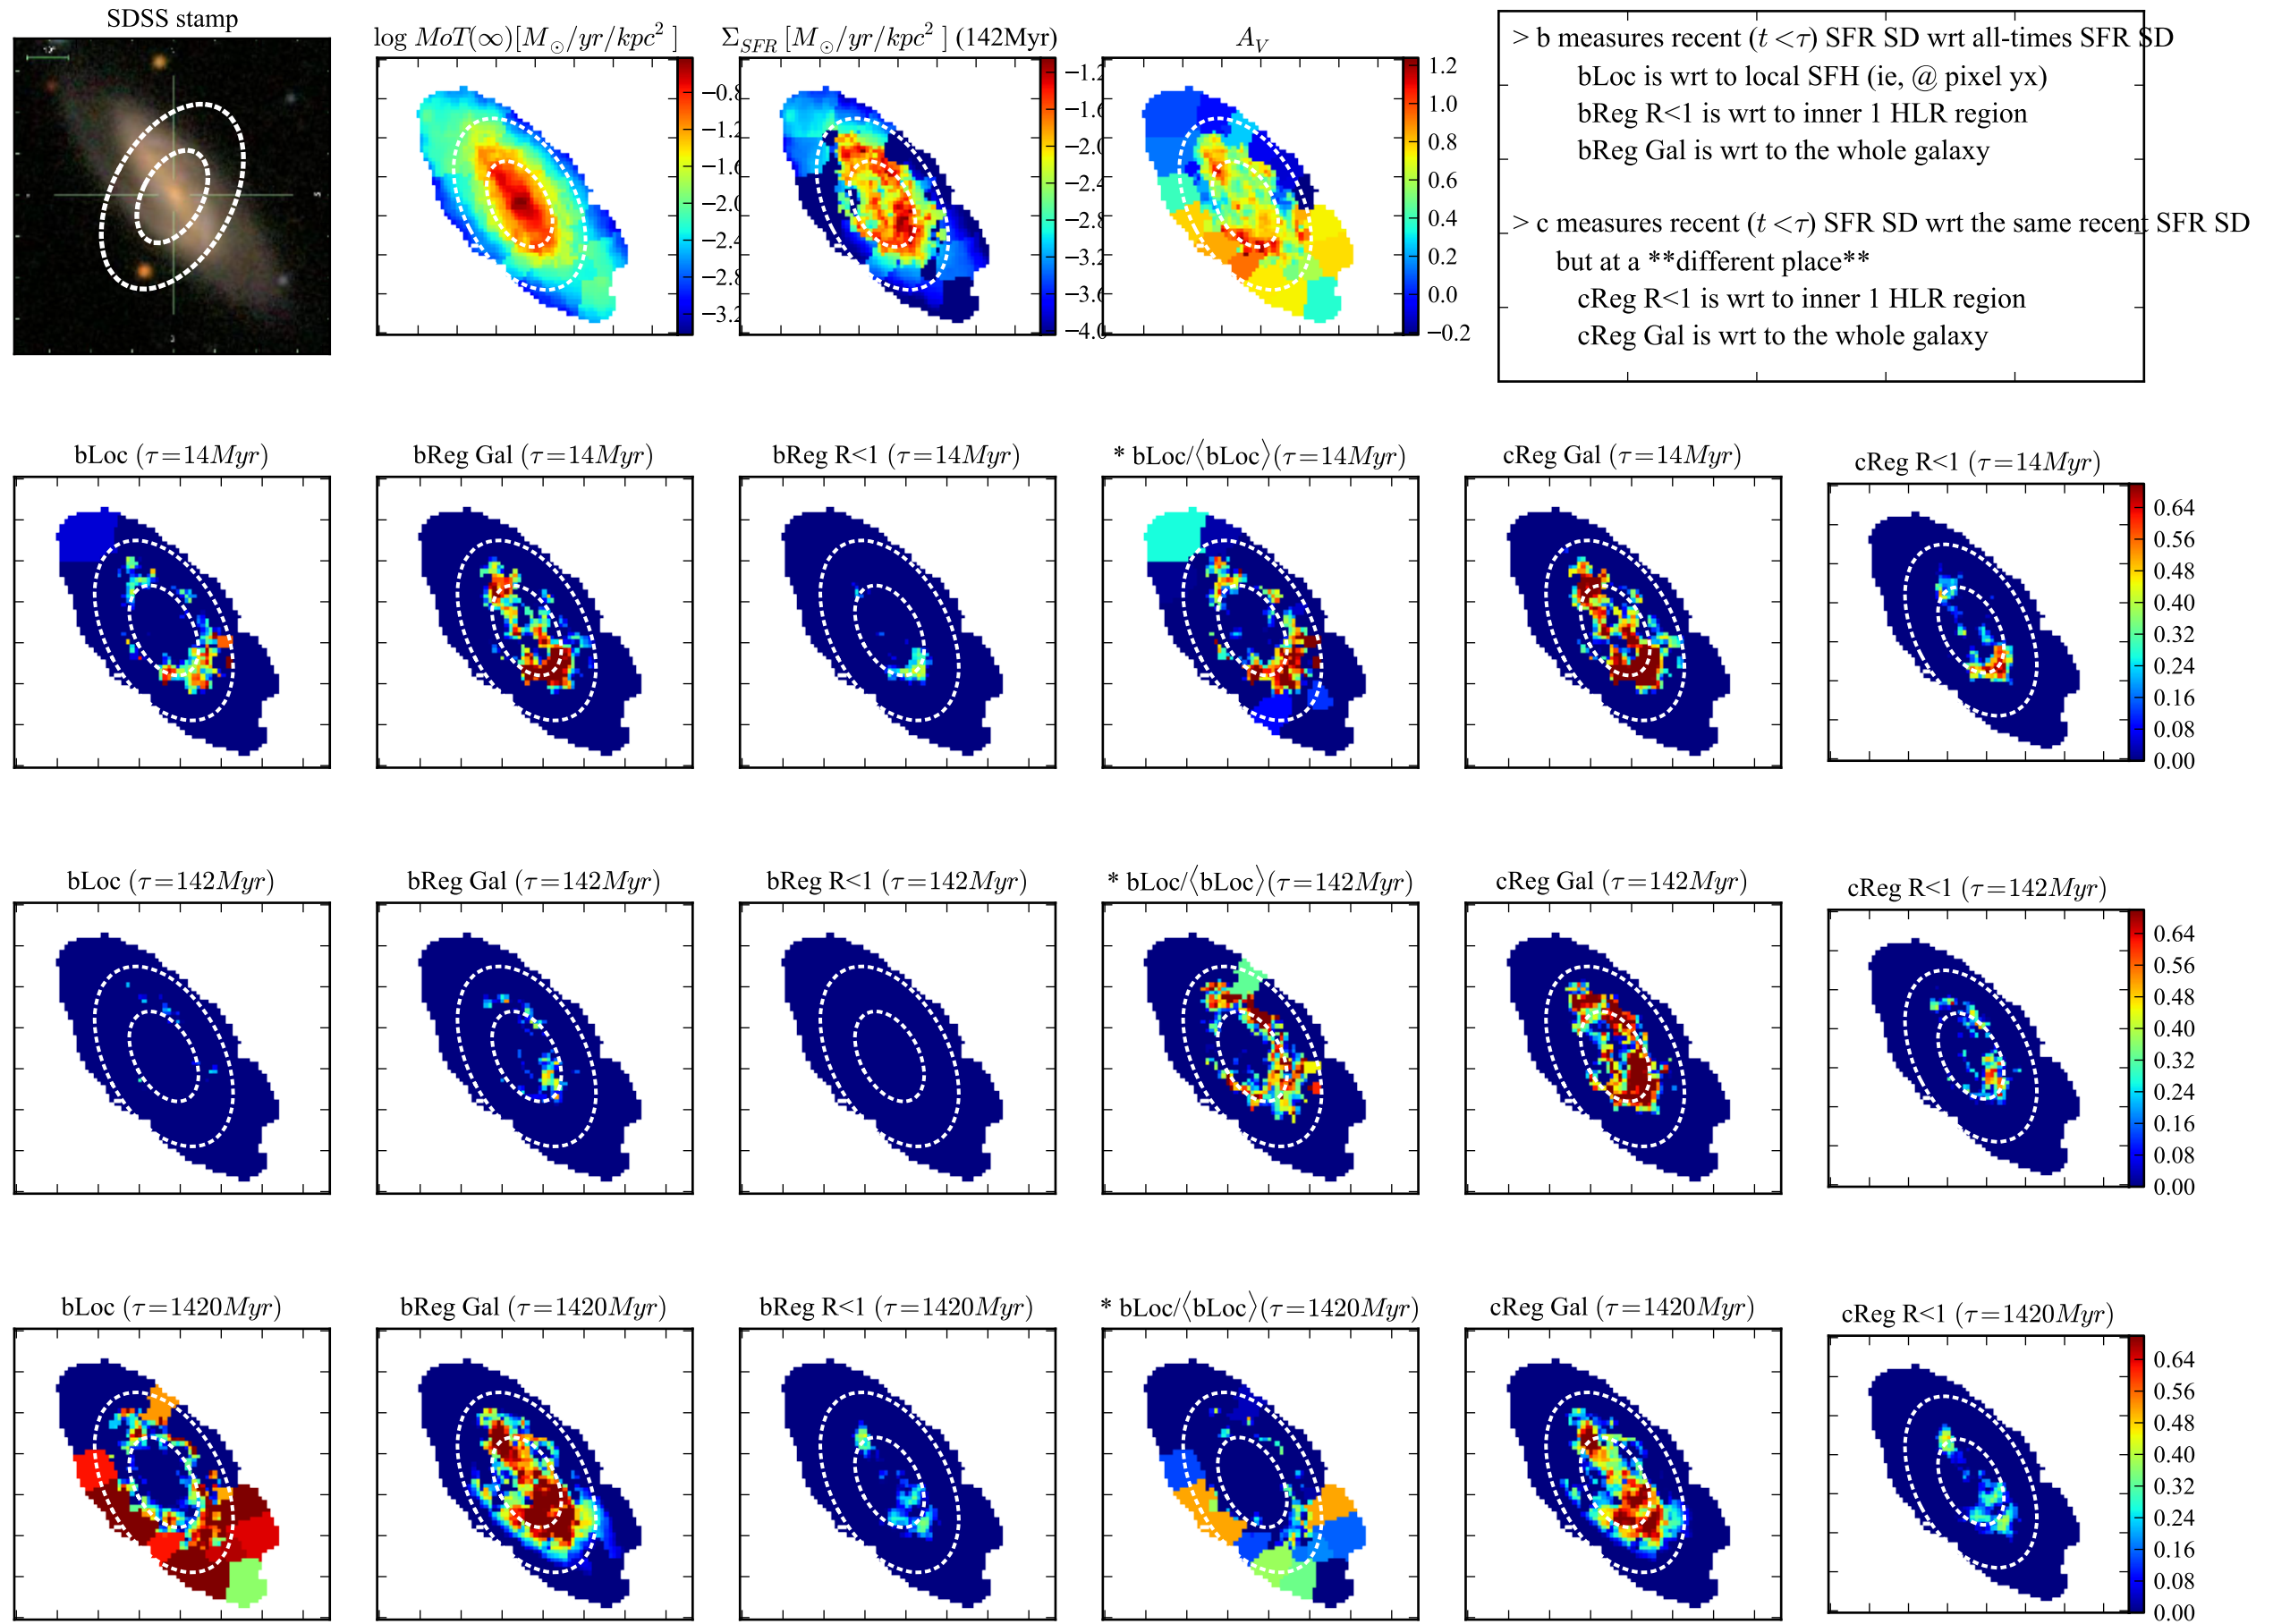 SDSS stamp
log MoT(∞)[M⊙/yr/kpc²]
Σ_SFR [M⊙/yr/kpc²] (142Myr)
A_V
−0.8
−1.2
−1.6
−2.0
−2.4
−2.8
−3.2
−1.2
−1.6
−2.0
−2.4
−2.8
−3.2
−3.6
−4.0
1.2
1.0
0.8
0.6
0.4
0.2
0.0
−0.2
> b measures recent (t <τ) SFR SD wrt all-times SFR SD
bLoc is wrt to local SFH (ie, @ pixel yx)
bReg R<1 is wrt to inner 1 HLR region
bReg Gal is wrt to the whole galaxy
> c measures recent (t <τ) SFR SD wrt the same recent SFR SD
but at a **different place**
cReg R<1 is wrt to inner 1 HLR region
cReg Gal is wrt to the whole galaxy
bLoc (τ=14Myr)
bReg Gal (τ=14Myr)
bReg R<1 (τ=14Myr)
* bLoc/⟨bLoc⟩(τ=14Myr)
cReg Gal (τ=14Myr)
cReg R<1 (τ=14Myr)
0.64
0.56
0.48
0.40
0.32
0.24
0.16
0.08
0.00
bLoc (τ=142Myr)
bReg Gal (τ=142Myr)
bReg R<1 (τ=142Myr)
* bLoc/⟨bLoc⟩(τ=142Myr)
cReg Gal (τ=142Myr)
cReg R<1 (τ=142Myr)
0.64
0.56
0.48
0.40
0.32
0.24
0.16
0.08
0.00
bLoc (τ=1420Myr)
bReg Gal (τ=1420Myr)
bReg R<1 (τ=1420Myr)
* bLoc/⟨bLoc⟩(τ=1420Myr)
cReg Gal (τ=1420Myr)
cReg R<1 (τ=1420Myr)
0.64
0.56
0.48
0.40
0.32
0.24
0.16
0.08
0.00